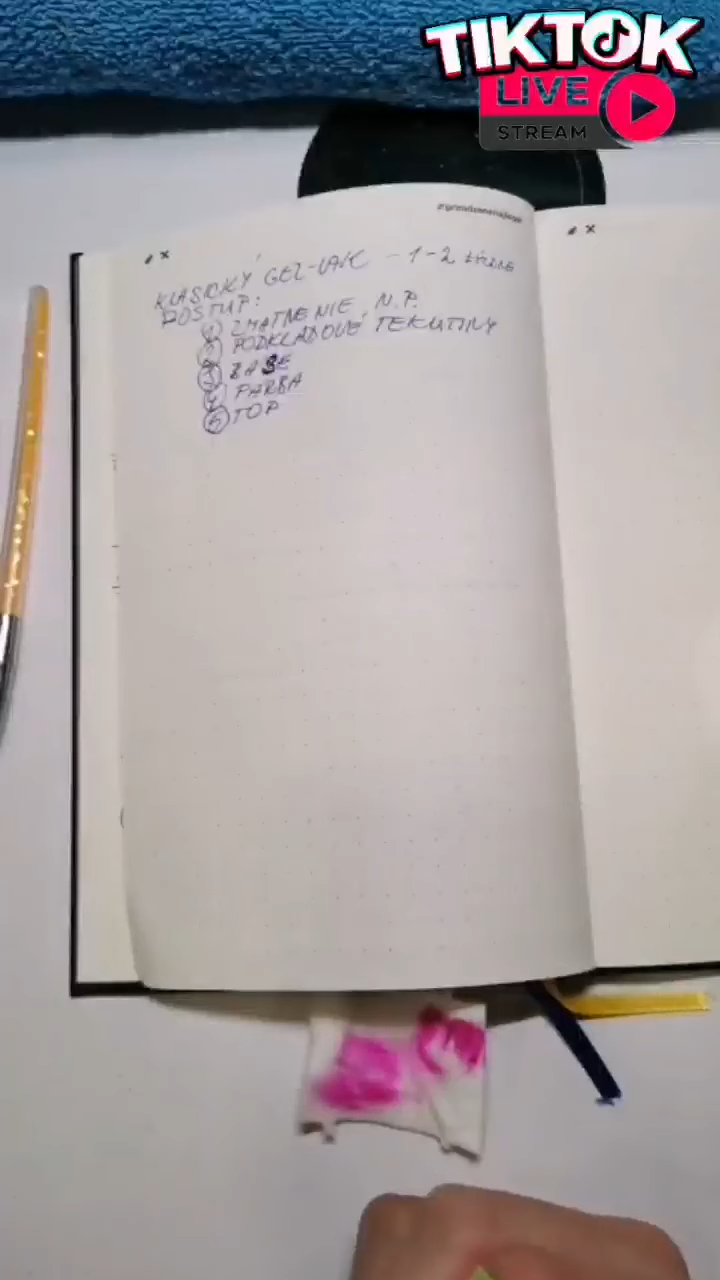 TIKTOK
LIVE
STREAM
KLASICKÝ GEL-LAK - 1-2
POSTUP:
1 ZMATNENIE N.P.
2 PODKLADOVÉ TEKUTINY
3 BASE
4 FARBA
5 TOP